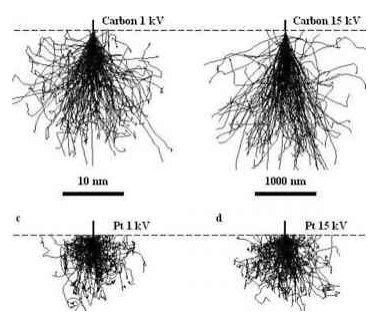 Carbon 1 kV
Carbon 15 kV
10 nm
1000 nm
c
Pt 1 kV
d
Pt 15 kV